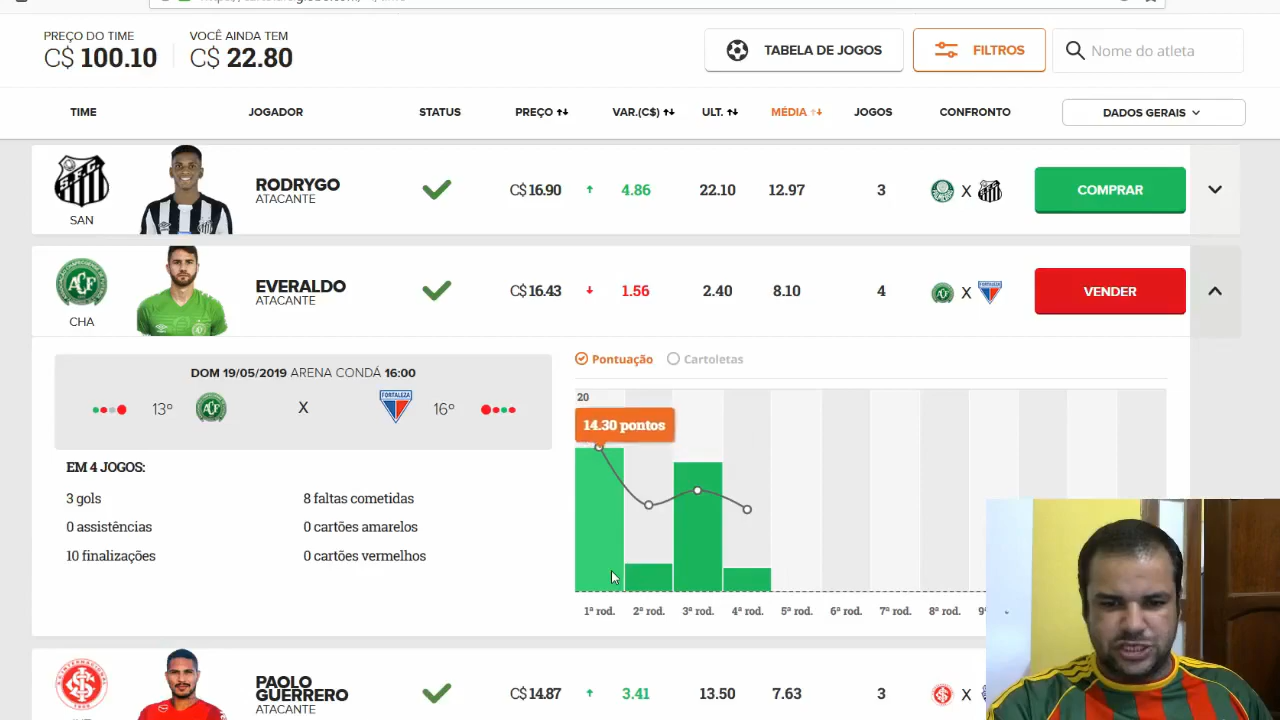 PREÇO DO TIME
C$ 100.10
VOCÊ AINDA TEM
C$ 22.80
TABELA DE JOGOS
FILTROS
Nome do atleta
TIME JOGADOR STATUS PREÇO VAR.(C$) ULT. MÉDIA JOGOS CONFRONTO DADOS GERAIS
SAN
RODRYGO
ATACANTE
C$ 16.90 4.86 22.10 12.97 3 X COMPRAR
CHA
EVERALDO
ATACANTE
C$ 16.43 1.56 2.40 8.10 4 X VENDER
DOM 19/05/2019 ARENA CONDÁ 16:00
13º X 16º
FORTALEZA
EM 4 JOGOS:
3 gols 8 faltas cometidas
0 assistências 0 cartões amarelos
10 finalizações 0 cartões vermelhos
Pontuação Cartoletas
20
14.30 pontos
1ª rod. 2ª rod. 3ª rod. 4ª rod. 5ª rod. 6ª rod. 7ª rod. 8ª rod.
PAOLO
GUERRERO
ATACANTE
C$ 14.87 3.41 13.50 7.63 3 X